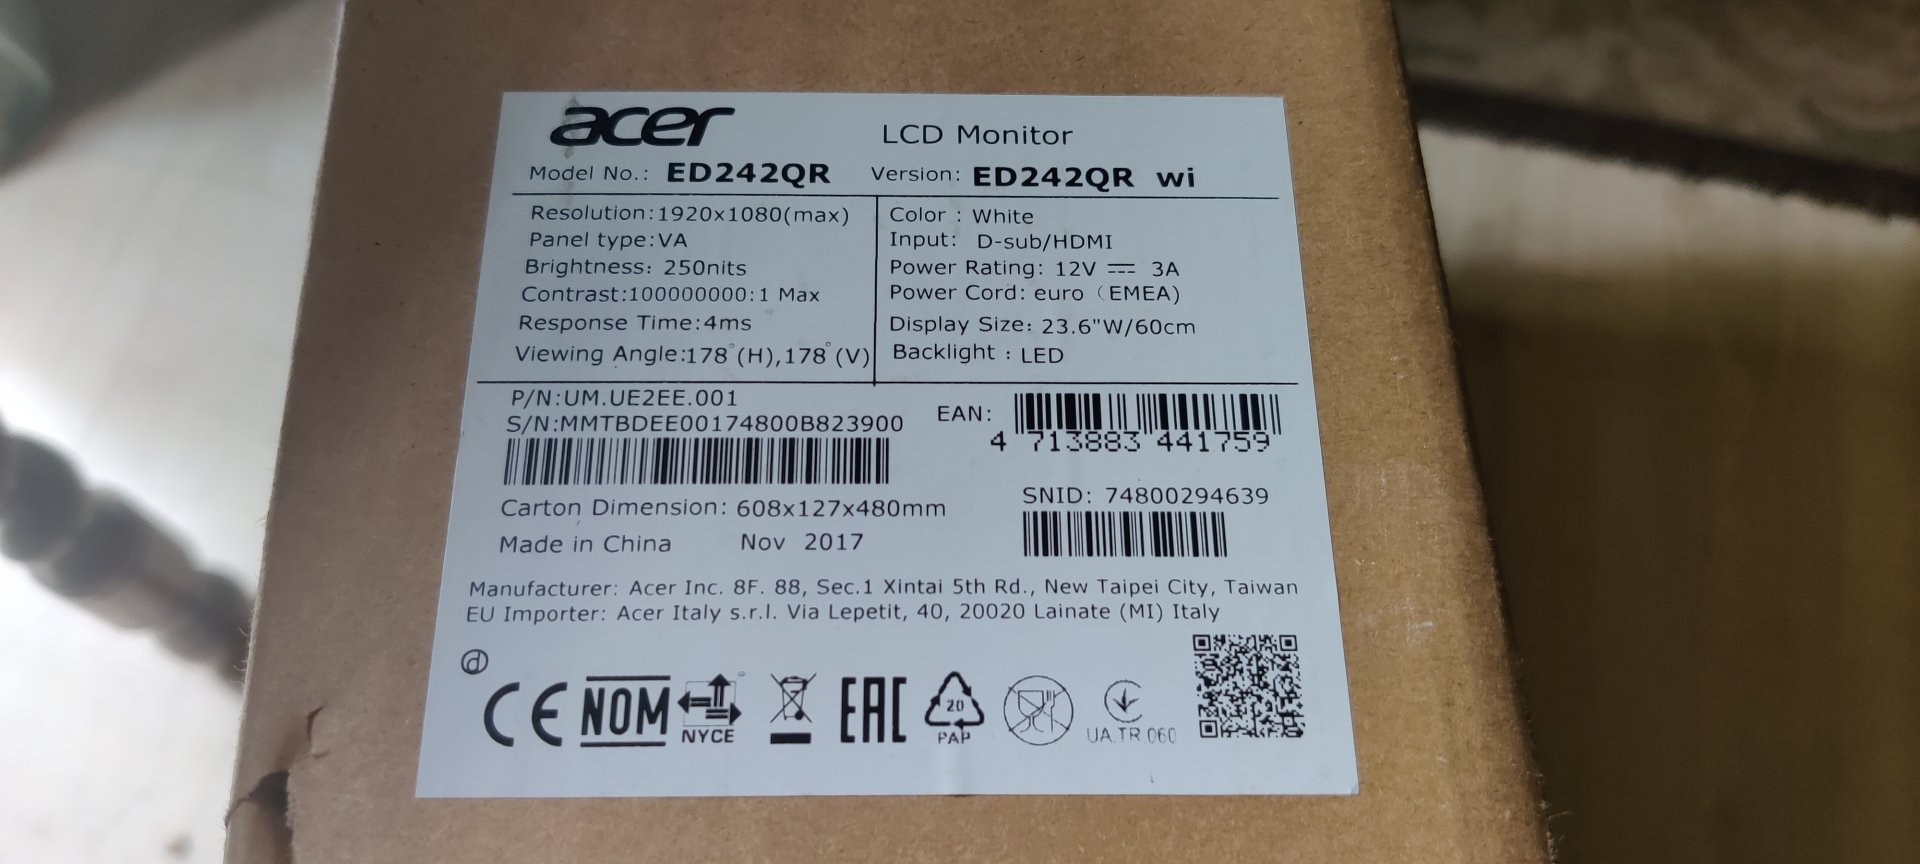 acer
LCD Monitor
Model No.: ED242QR Version: ED242QR wi
Resolution:1920x1080(max)
Panel type:VA
Brightness: 250nits
Contrast:100000000:1 Max
Response Time:4ms
Viewing Angle:178°(H),178°(V)
Color : White
Input: D-sub/HDMI
Power Rating: 12V ⎓ 3A
Power Cord: euro (EMEA)
Display Size: 23.6"W/60cm
Backlight : LED
P/N:UM.UE2EE.001
S/N:MMTBDEE00174800B823900
EAN:
4 713883 441759
Carton Dimension: 608x127x480mm
SNID: 74800294639
Made in China Nov 2017
Manufacturer: Acer Inc. 8F. 88, Sec.1 Xintai 5th Rd., New Taipei City, Taiwan
EU Importer: Acer Italy s.r.l. Via Lepetit, 40, 20020 Lainate (MI) Italy
d
CE NOM NYCE EAC 20 PAP UA.TR.060